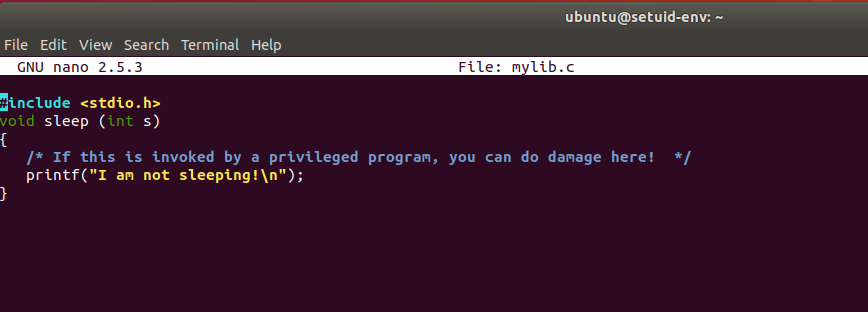 ubuntu@setuid-env: ~
File Edit View Search Terminal Help
GNU nano 2.5.3 File: mylib.c
#include <stdio.h>
void sleep (int s)
{
/* If this is invoked by a privileged program, you can do damage here!  */
printf("I am not sleeping!\n");
}